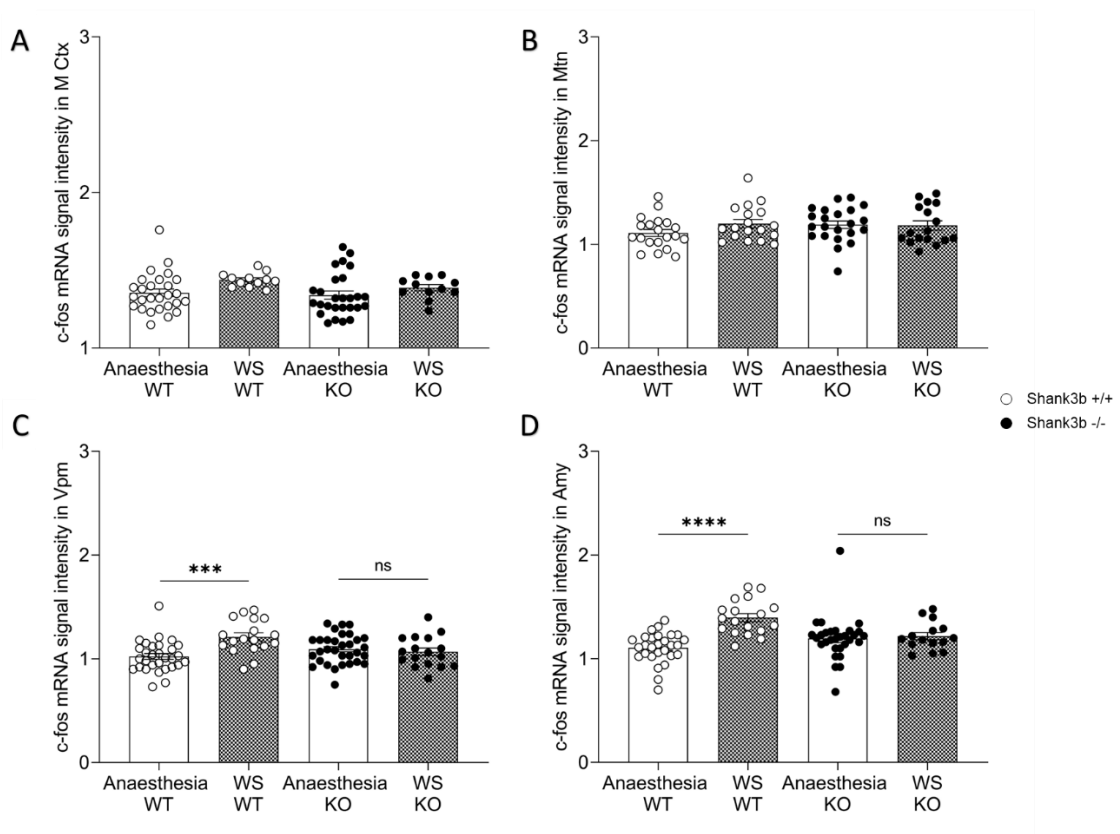 A
c-fos mRNA signal intensity in M Ctx
3
2
1
Anaesthesia WS Anaesthesia WS
WT WT KO KO
B
c-fos mRNA signal intensity in Mtn
3
2
1
0
Anaesthesia WS Anaesthesia WS
WT WT KO KO
Shank3b +/+
Shank3b -/-
C
c-fos mRNA signal intensity in Vpm
3
2
1
0
*** ns
Anaesthesia WS Anaesthesia WS
WT WT KO KO
D
c-fos mRNA signal intensity in Amy
3
2
1
0
**** ns
Anaesthesia WS Anaesthesia WS
WT WT KO KO